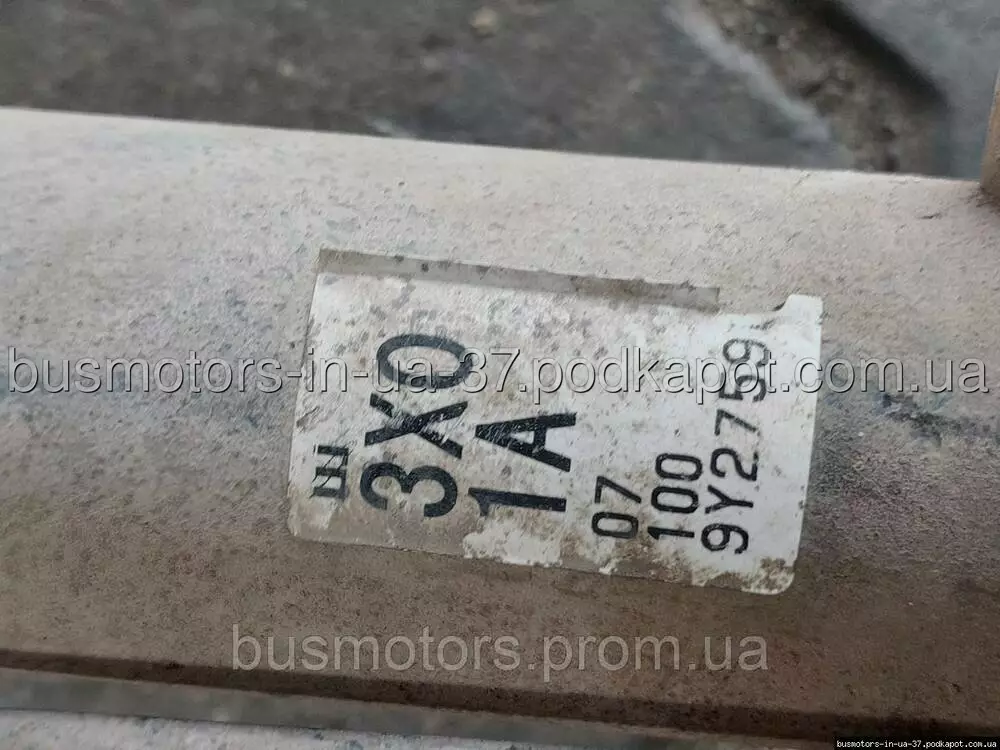 3X0
1A
07
100
9Y2759
busmotors-in-ua-37.podkapot.com.ua
busmotors.prom.ua
busmotors-in-ua-37.podkapot.com.ua